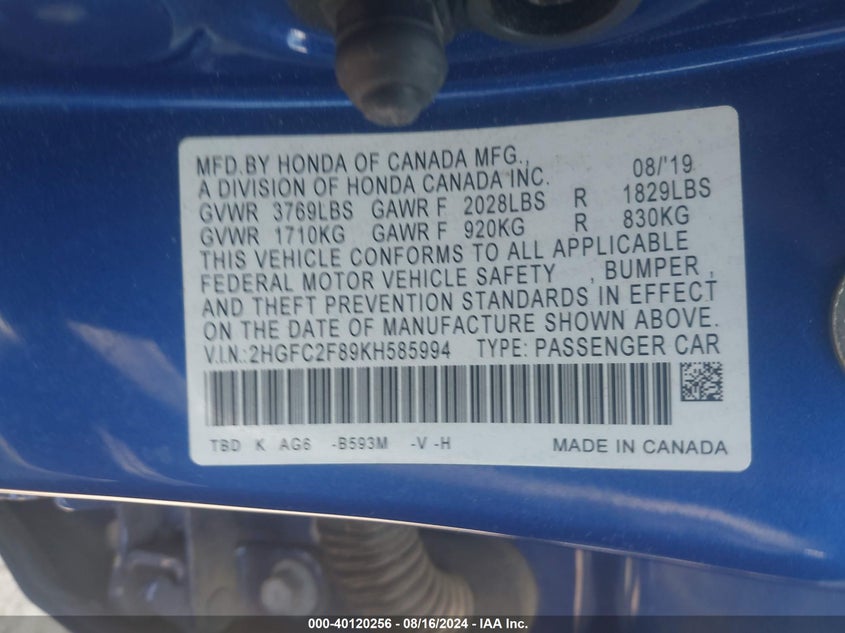 MFD.BY HONDA OF CANADA MFG., 08/'19
A DIVISION OF HONDA CANADA INC.
GVWR 3769LBS GAWR F 2028LBS R 1829LBS
GVWR 1710KG GAWR F 920KG R 830KG
THIS VEHICLE CONFORMS TO ALL APPLICABLE
FEDERAL MOTOR VEHICLE SAFETY , BUMPER ,
AND THEFT PREVENTION STANDARDS IN EFFECT
ON THE DATE OF MANUFACTURE SHOWN ABOVE.
V.I.N.:2HGFC2F89KH585994 TYPE: PASSENGER CAR
TBD K AG6 -B593M -V -H MADE IN CANADA
000-40120256 - 08/16/2024 - IAA Inc.